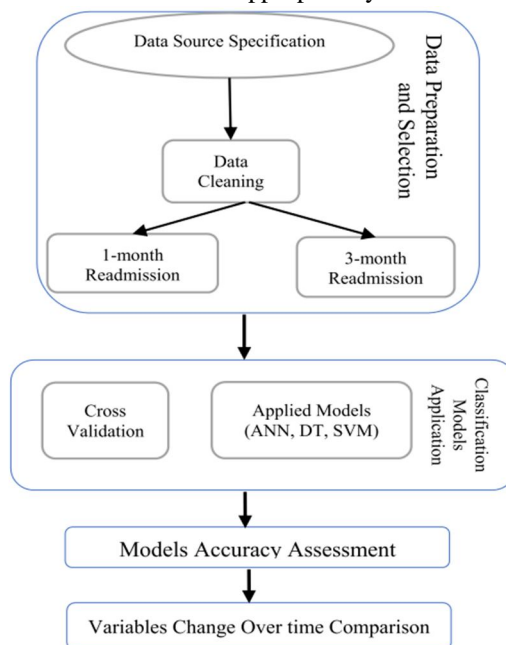 Data Source Specification
Data Preparation
and Selection
Data
Cleaning
1-month
Readmission
3-month
Readmission
Cross
Validation
Applied Models
(ANN, DT, SVM)
Classification
Models
Application
Models Accuracy Assessment
Variables Change Over time Comparison